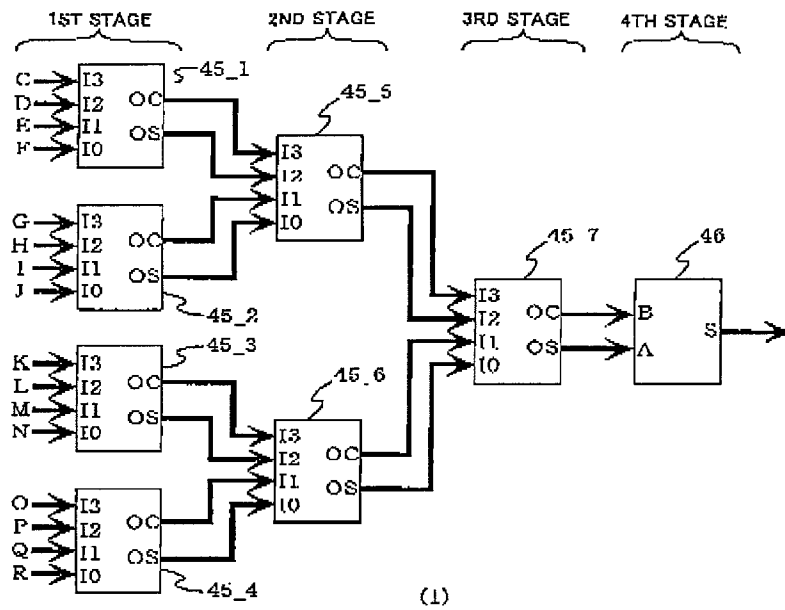 1ST STAGE 2ND STAGE 3RD STAGE 4TH STAGE
45_1
C I3 OC
D I2
E I1 OS
F I0
45_5
I3 OC
I2
I1 OS
I0
G I3
H I2 OC
I I1 OS
J I0
45_2
45_7
I3 OC
I2
I1 OS
I0
46
B S
A
45_3
K I3 OC
L I2
M I1 OS
N I0
45_6
I3 OC
I2
I1 OS
I0
O I3 OC
P I2
Q I1 OS
R I0
45_4
(1)